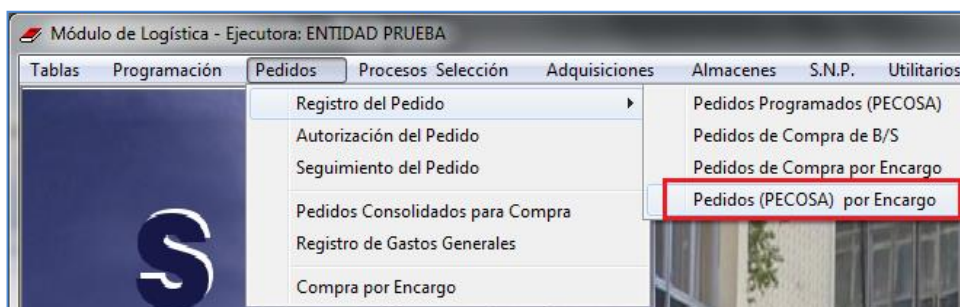 Módulo de Logística - Ejecutora: ENTIDAD PRUEBA
Tablas Programación Pedidos Procesos Selección Adquisiciones Almacenes S.N.P. Utilitarios
Registro del Pedido
Autorización del Pedido
Seguimiento del Pedido
Pedidos Consolidados para Compra
Registro de Gastos Generales
Compra por Encargo
Pedidos Programados (PECOSA)
Pedidos de Compra de B/S
Pedidos de Compra por Encargo
Pedidos (PECOSA) por Encargo
S